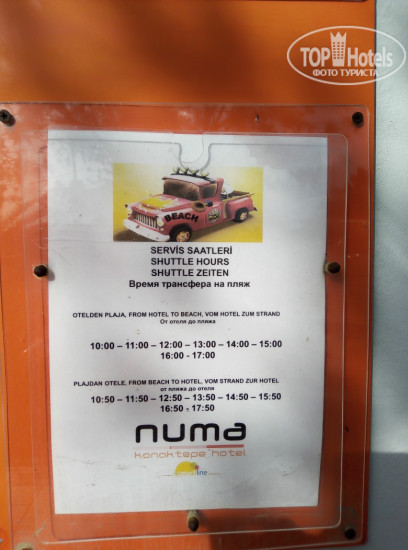 TOP Hotels
ФОТО ТУРИСТА
BEACH
SERVİS SAATLERİ
SHUTTLE HOURS
SHUTTLE ZEITEN
Время трансфера на пляж
OTELDEN PLAJA, FROM HOTEL TO BEACH, VOM HOTEL ZUM STRAND
От отеля до пляжа
10:00 – 11:00 – 12:00 – 13:00 – 14:00 – 15:00
16:00 - 17:00
PLAJDAN OTELE, FROM BEACH TO HOTEL, VOM STRAND ZUR HOTEL
от пляжа до отеля
10:50 – 11:50 – 12:50 – 13:50 – 14:50 – 15:50
16:50 - 17:50
numa
konaktepe hotel
line